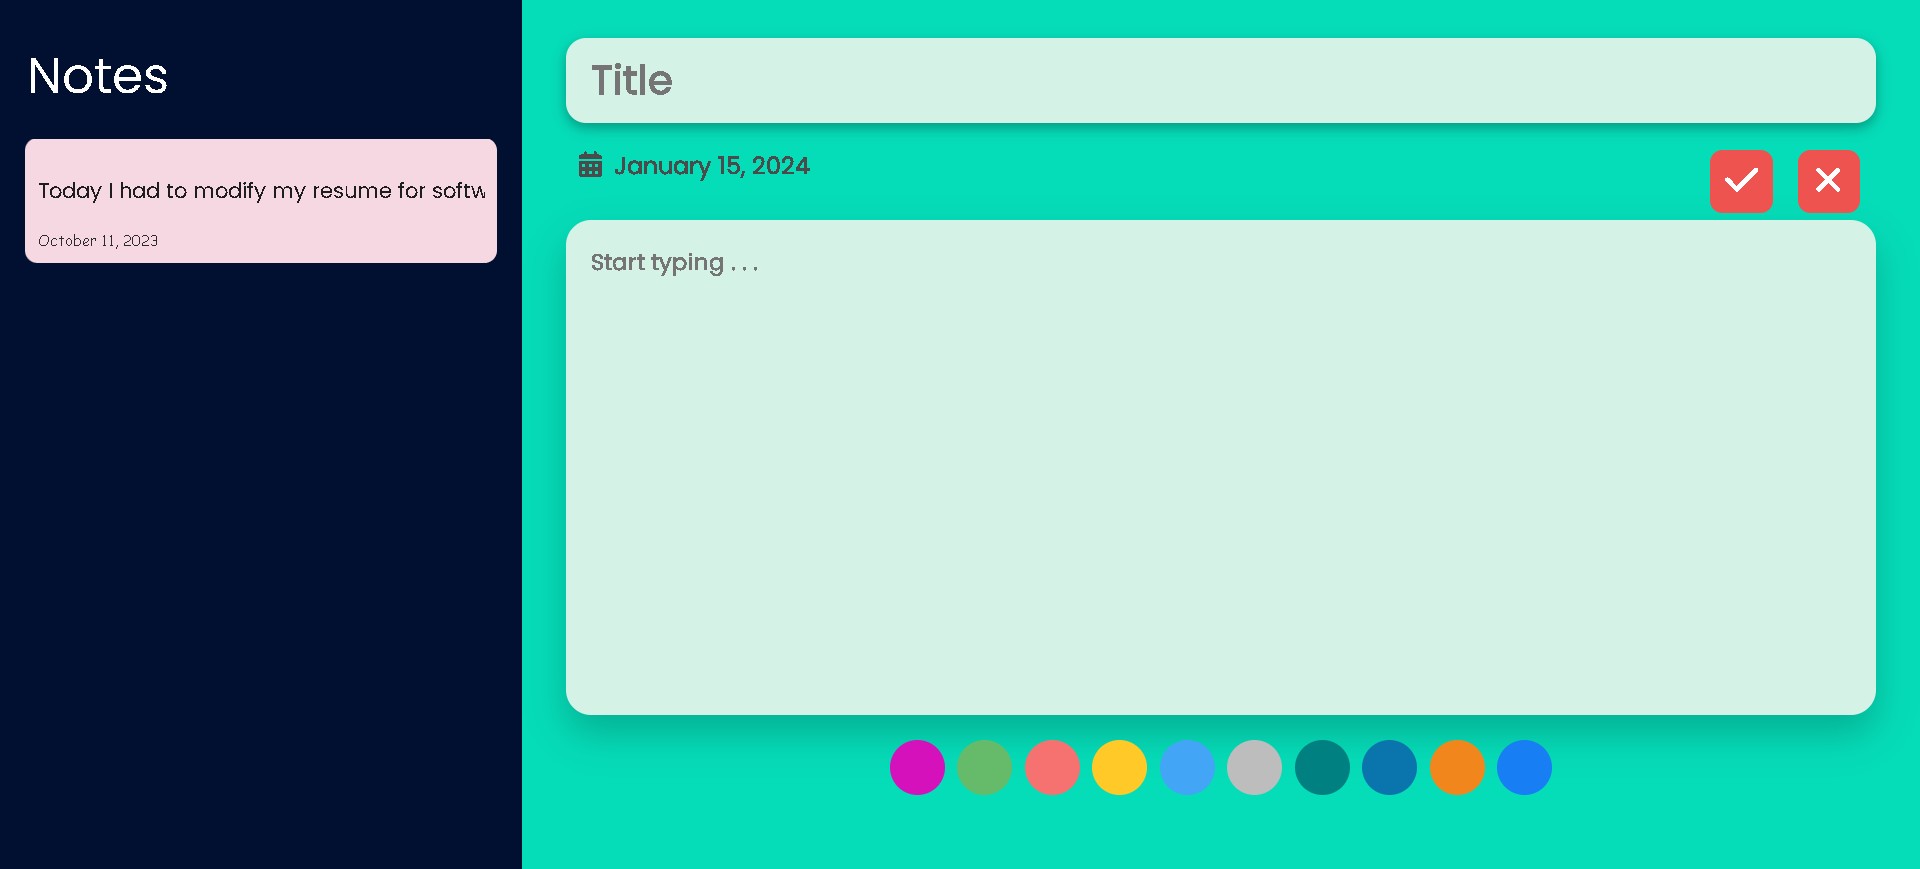 Notes
Today I had to modify my resume for softw
October 11, 2023
Title
January 15, 2024
Start typing . . .